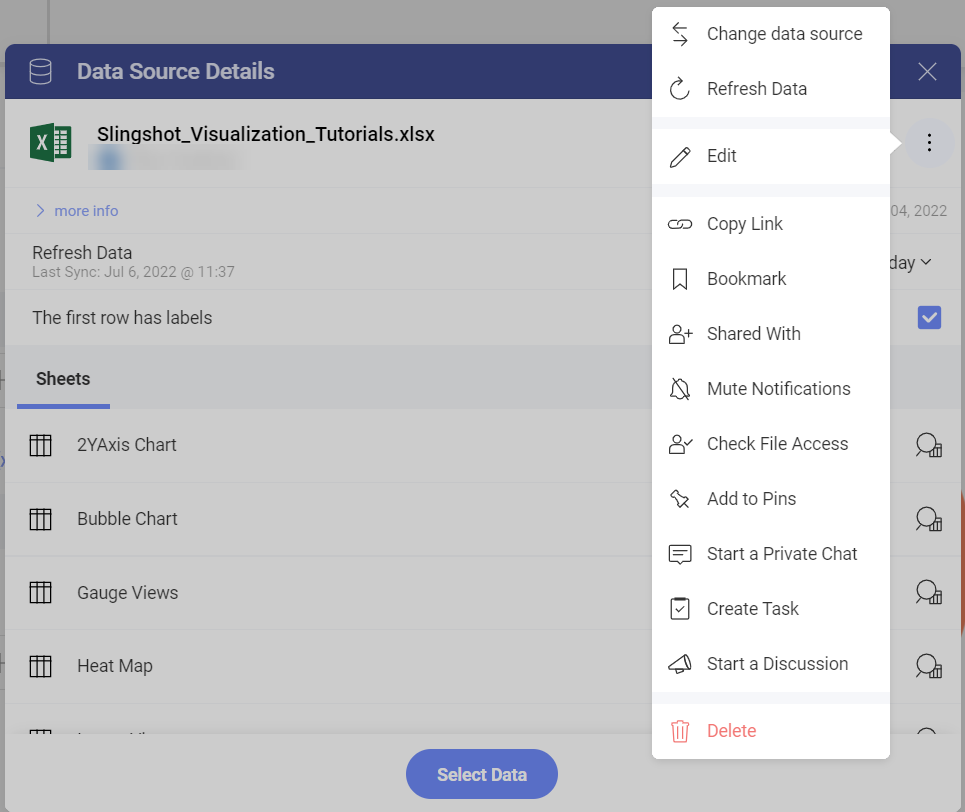 Data Source Details
Slingshot_Visualization_Tutorials.xlsx
more info
04, 2022
Refresh Data
Last Sync: Jul 6, 2022 @ 11:37
day
The first row has labels
Sheets
2YAxis Chart
Bubble Chart
Gauge Views
Heat Map
Select Data
Change data source
Refresh Data
Edit
Copy Link
Bookmark
Shared With
Mute Notifications
Check File Access
Add to Pins
Start a Private Chat
Create Task
Start a Discussion
Delete